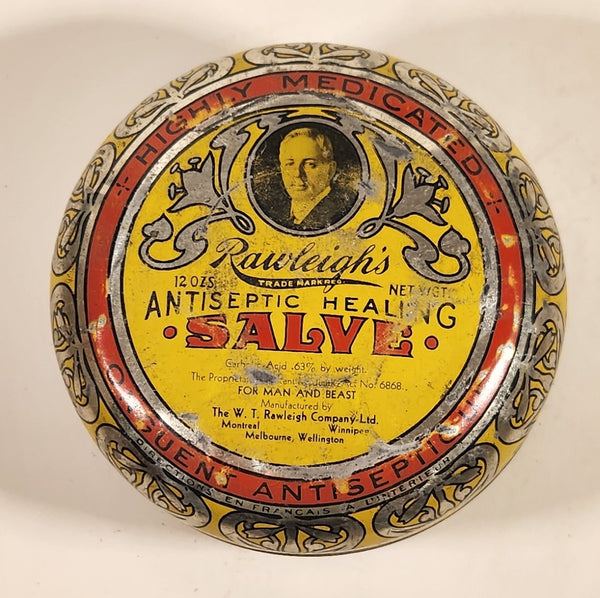 HIGHLY MEDICATED
Rawleigh's
TRADE MARK REG.
12 OZS NET WGT
ANTISEPTIC HEALING
SALVE
Acid .63% by weight.
The Proprietary No. 6868
FOR MAN AND BEAST
Manufactured by
The W. T. Rawleigh Company Ltd.
Montreal Winnipeg
Melbourne, Wellington
ONGUENT ANTISEPTIQUE
DIRECTIONS EN FRANCAIS A L'INTERIEUR